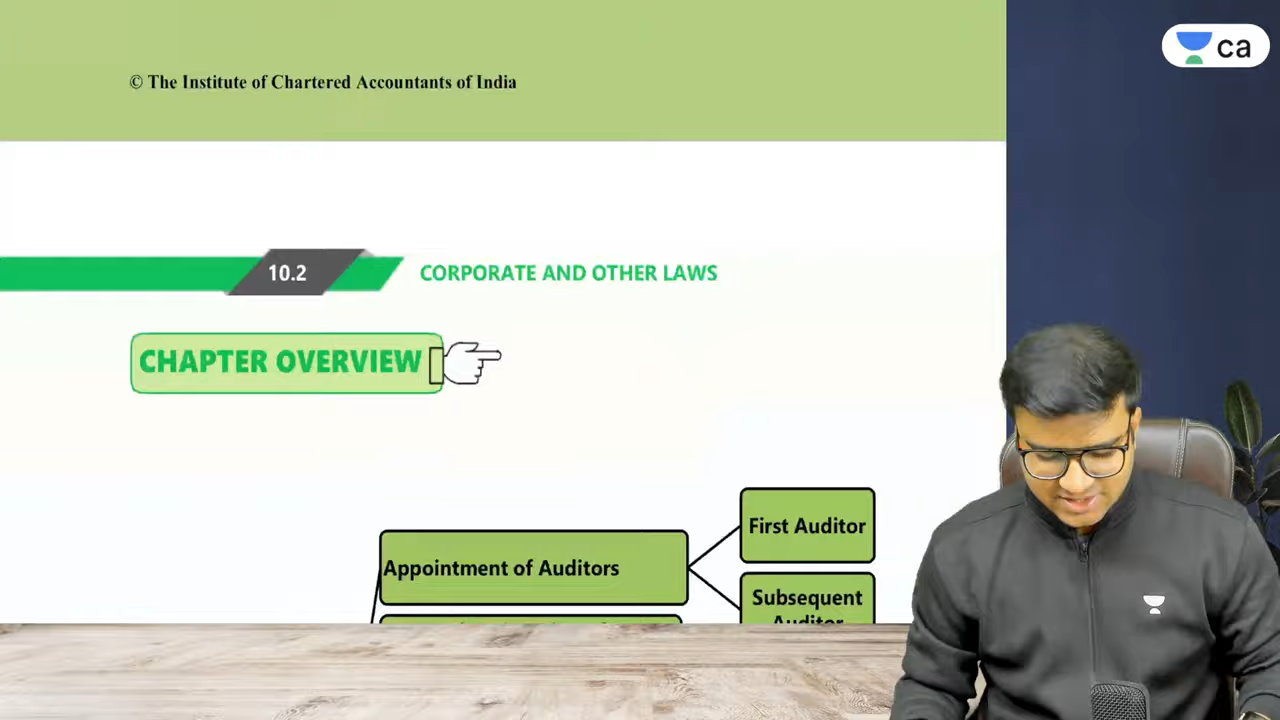 ca
© The Institute of Chartered Accountants of India
10.2
CORPORATE AND OTHER LAWS
CHAPTER OVERVIEW
First Auditor
Appointment of Auditors
Subsequent
Auditor